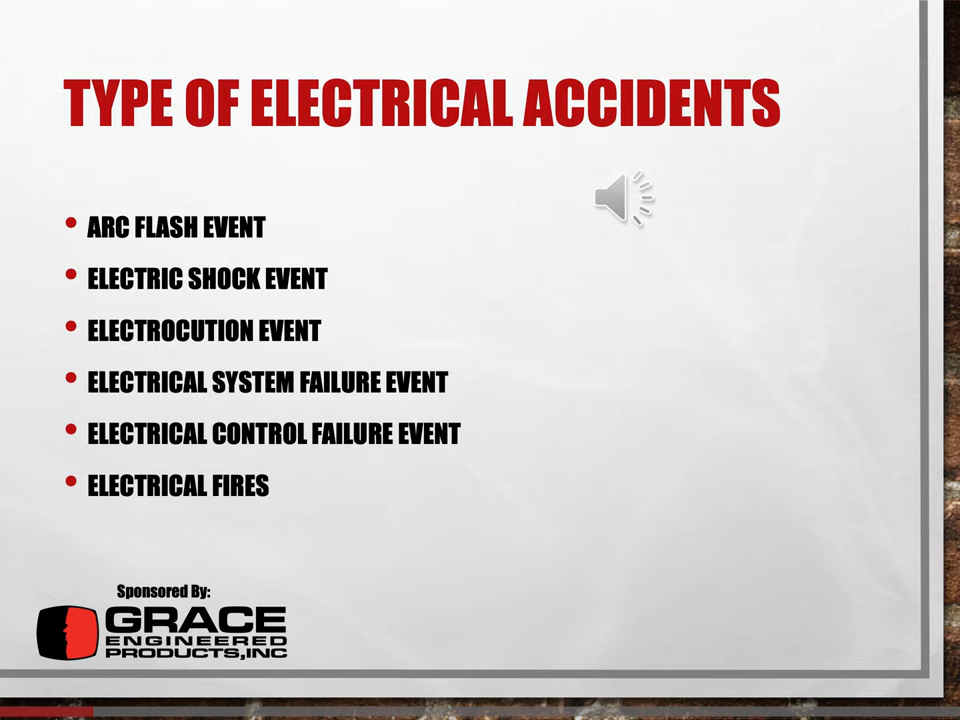 TYPE OF ELECTRICAL ACCIDENTS
• ARC FLASH EVENT
• ELECTRIC SHOCK EVENT
• ELECTROCUTION EVENT
• ELECTRICAL SYSTEM FAILURE EVENT
• ELECTRICAL CONTROL FAILURE EVENT
• ELECTRICAL FIRES
Sponsored By:
GRACE
ENGINEERED
PRODUCTS,INC